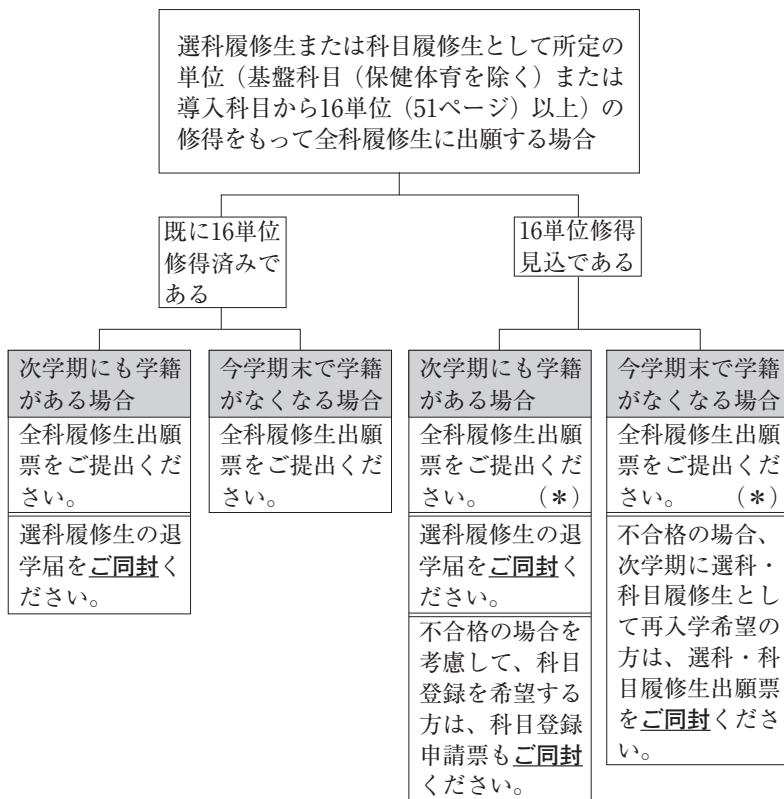 選科履修生または科目履修生として所定の
単位（基盤科目（保健体育を除く）または
導入科目から16単位（51ページ）以上）の
修得をもって全科履修生に出願する場合
既に16単位
修得済みで
ある
16単位修得
見込である
次学期にも学籍
がある場合
全科履修生出願
票をご提出くだ
さい。
選科履修生の退
学届をご同封く
ださい。
今学期末で学籍
がなくなる場合
全科履修生出願
票をご提出くだ
さい。
次学期にも学籍
がある場合
全科履修生出願
票をご提出くだ
さい。　（＊）
選科履修生の退
学届をご同封く
ださい。
不合格の場合を
考慮して、科目
登録を希望する
方は、科目登録
申請票もご同封
ください。
今学期末で学籍
がなくなる場合
全科履修生出願
票をご提出くだ
さい。　（＊）
不合格の場合、
次学期に選科・
科目履修生とし
て再入学希望の
方は、選科・科
目履修生出願票
をご同封くださ
い。